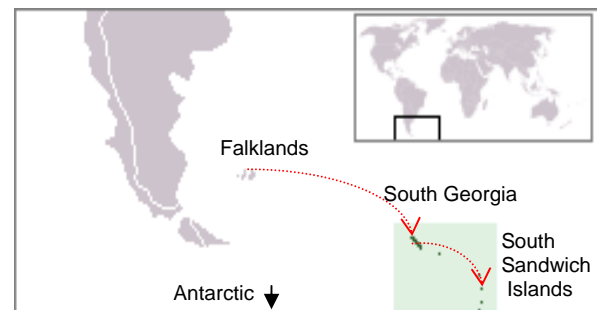 Falklands
South Georgia
South
Sandwich
Islands
Antarctic